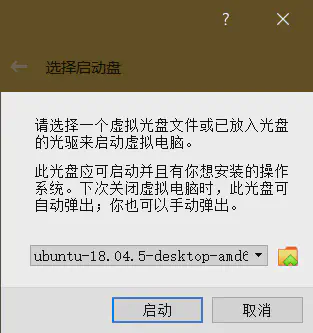 ?
选择启动盘
请选择一个虚拟光盘文件或已放入光盘
的光驱来启动虚拟电脑。
此光盘应可启动并且有你想安装的操作
系统。下次关闭虚拟电脑时，此光盘可
自动弹出；你也可以手动弹出。
ubuntu-18.04.5-desktop-amd6
启动
取消